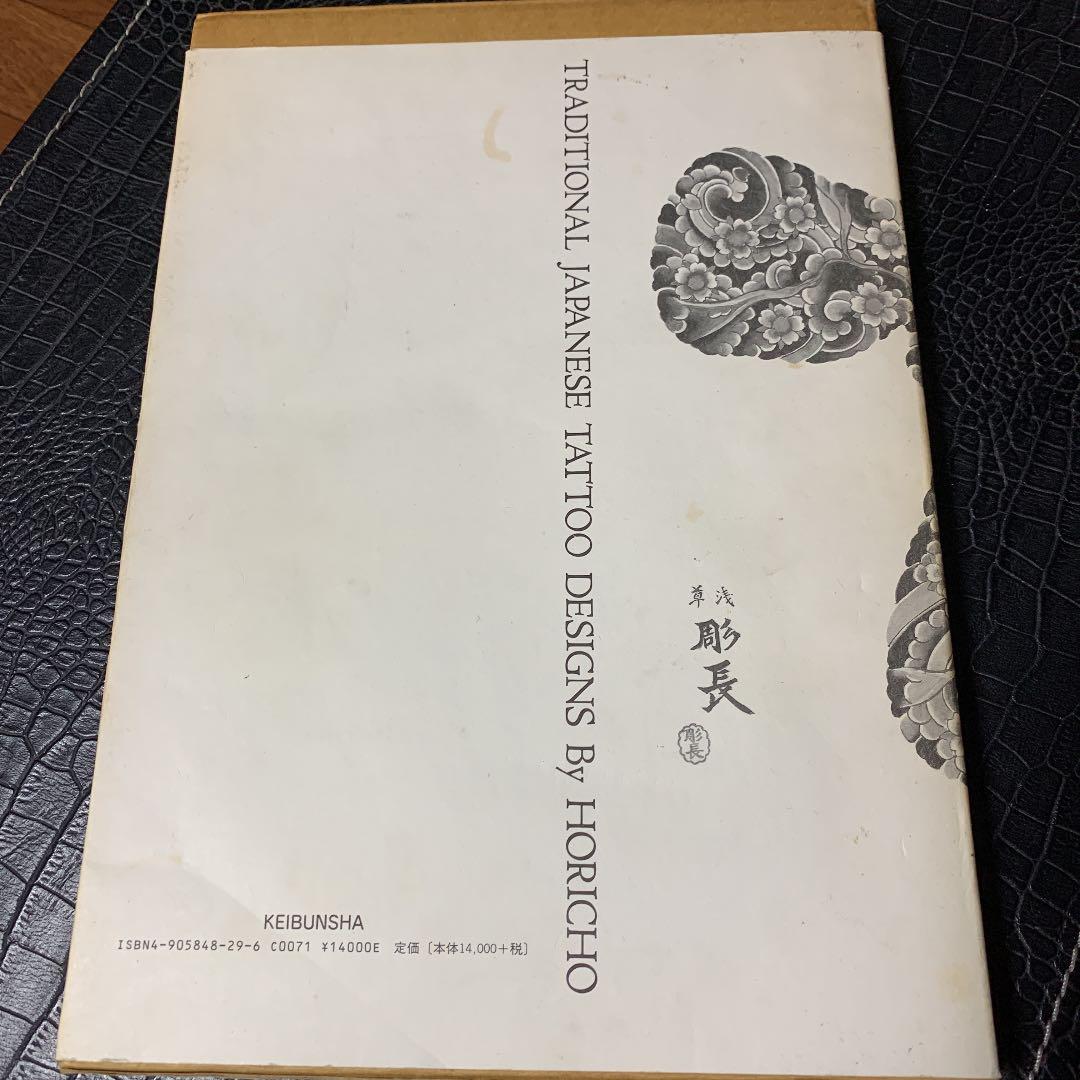 TRADITIONAL JAPANESE TATTOO DESIGNS By HORICHO
浅草
彫長
彫長
KEIBUNSHA
ISBN4-905848-29-6 C0071 ¥14000E 定価〔本体14,000+税〕